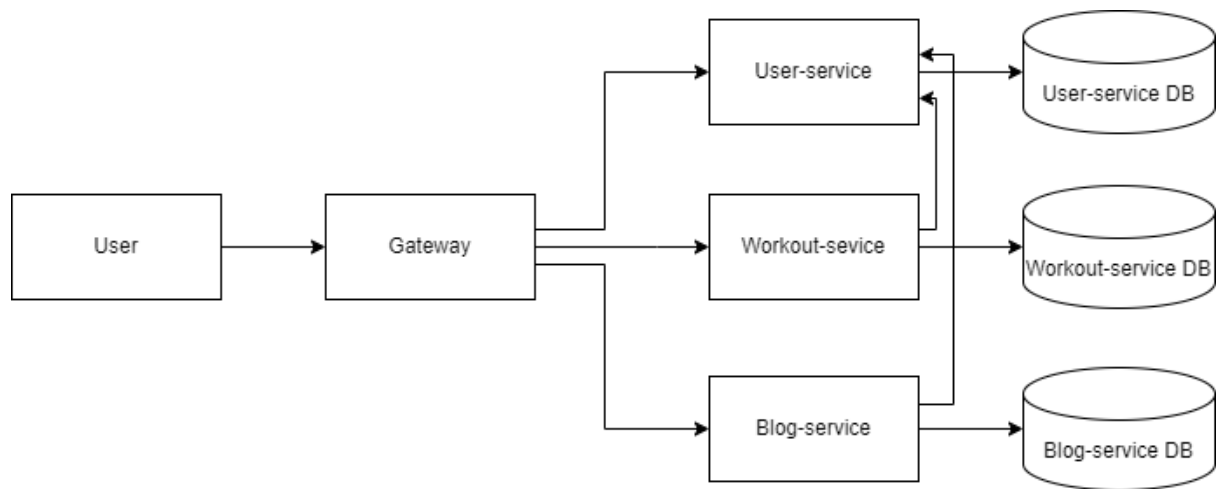 User-service
User-service DB
User
Gateway
Workout-sevice
Workout-service DB
Blog-service
Blog-service DB